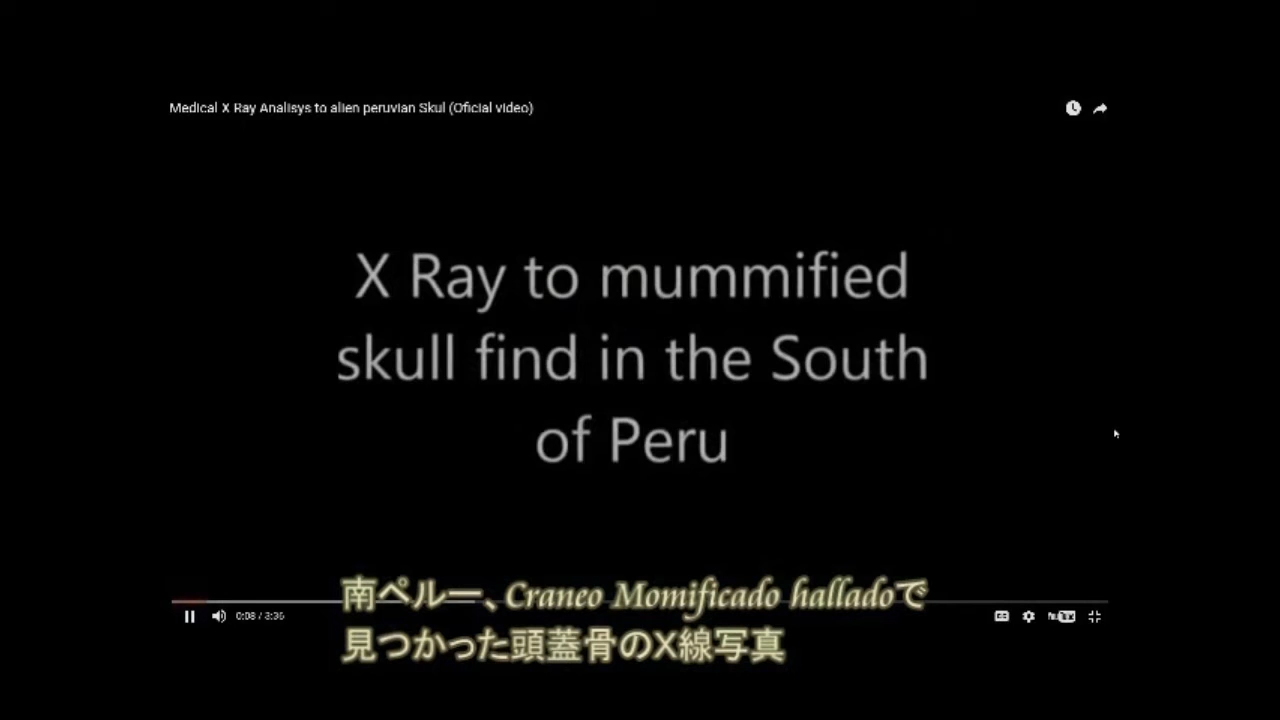 Medical X Ray Analisys to alien peruvian Skul (Oficial video)
X Ray to mummified
skull find in the South
of Peru
南ペルー、Craneo Momificado halladoで
0:08 / 3:36
見つかった頭蓋骨のX線写真